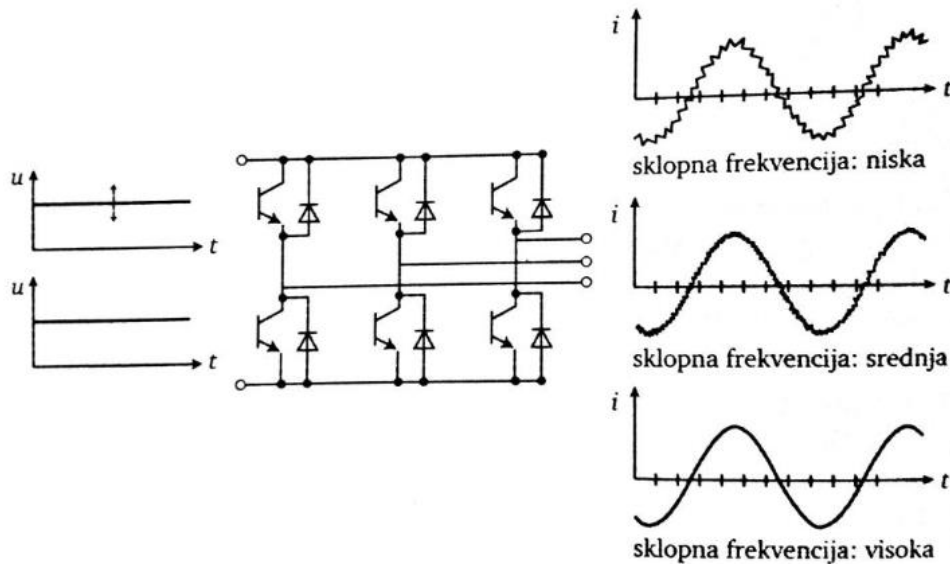 u
t
u
t
i
t
sklopna frekvencija: niska
i
t
sklopna frekvencija: srednja
i
t
sklopna frekvencija: visoka